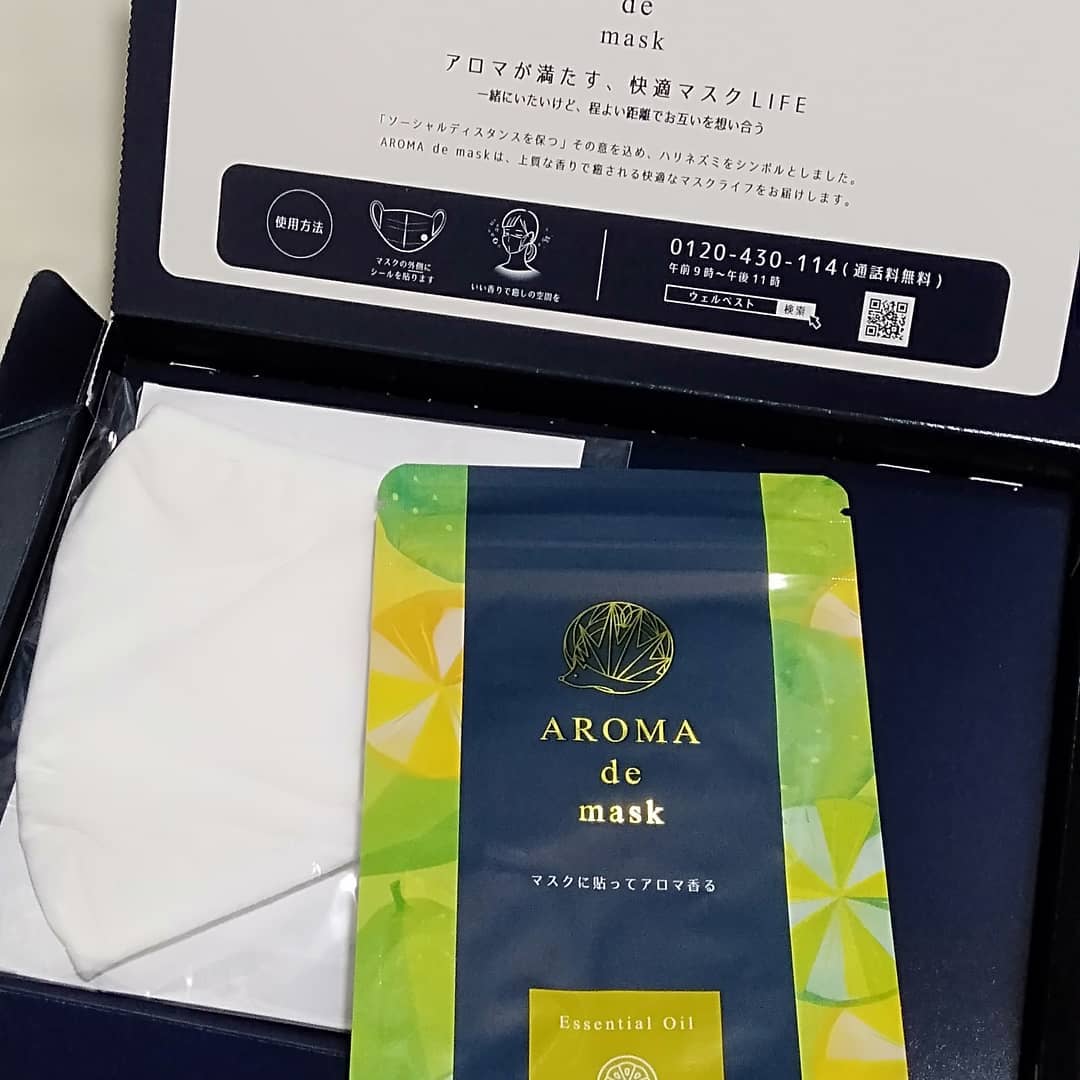 de
mask
アロマが満たす、快適マスクLIFE
一緒にいたいけど、程よい距離でお互いを想い合う
「ソーシャルディスタンスを保つ」その意を込め、ハリネズミをシンボルとしました。
AROMA de maskは、上質な香りで癒される快適なマスクライフをお届けします。
使用方法
マスクの外側に
シールを貼ります
いい香りで癒しの空間を
0120-430-114(通話料無料)
午前9時〜午後11時
ウェルベスト 検索
AROMA
de
mask
マスクに貼ってアロマ香る
Essential Oil